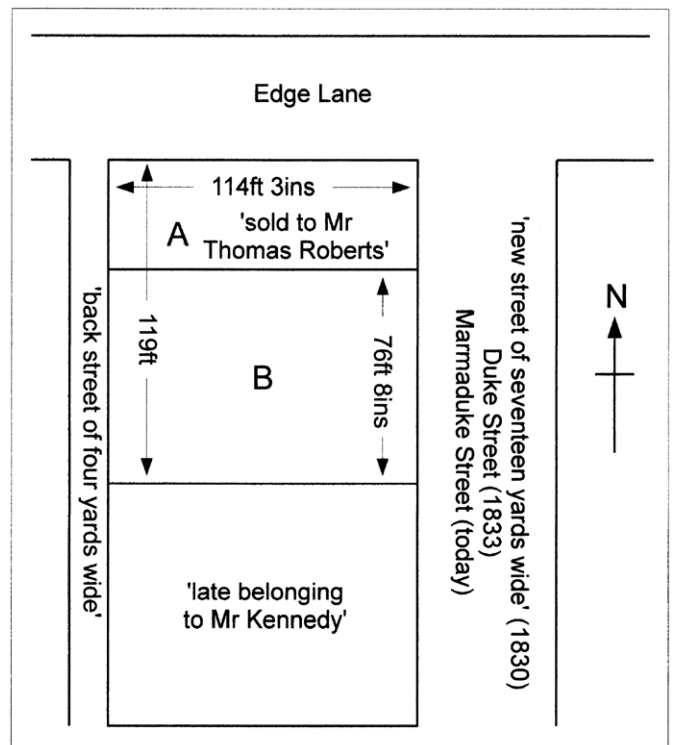 Edge Lane
114ft 3ins
A
'sold to Mr
Thomas Roberts'
'back street of four yards wide'
119ft
B
76ft 8ins
'new street of seventeen yards wide' (1830)
Duke Street (1833)
Marmaduke Street (today)
N
'late belonging
to Mr Kennedy'